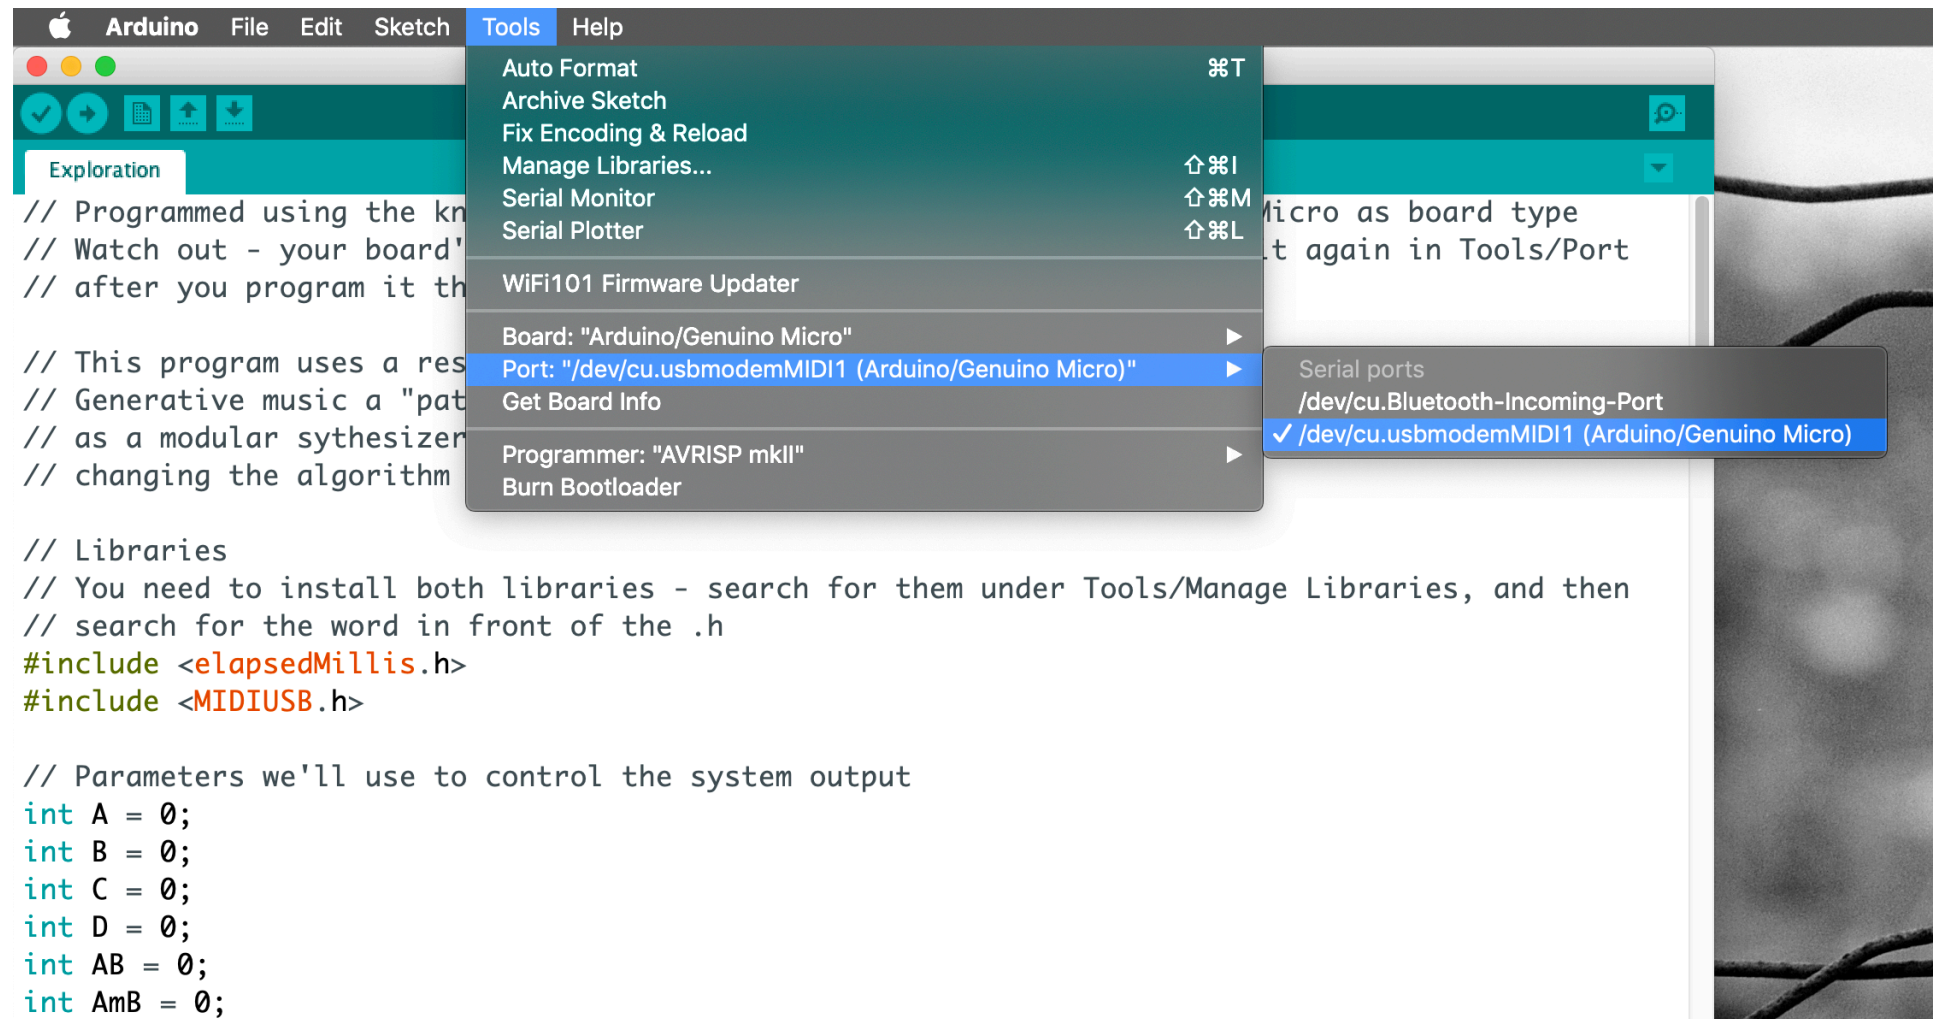 Arduino File Edit Sketch Tools Help
Auto Format ⌘T
Archive Sketch
Fix Encoding & Reload
Manage Libraries... ⇧⌘I
Serial Monitor ⇧⌘M
Serial Plotter ⇧⌘L
WiFi101 Firmware Updater
Board: "Arduino/Genuino Micro"
Port: "/dev/cu.usbmodemMIDI1 (Arduino/Genuino Micro)"
Get Board Info
Programmer: "AVRISP mkII"
Burn Bootloader
Serial ports
/dev/cu.Bluetooth-Incoming-Port
✓ /dev/cu.usbmodemMIDI1 (Arduino/Genuino Micro)
Exploration
// Programmed using the kn Micro as board type
// Watch out - your board' it again in Tools/Port
// after you program it th
// This program uses a res
// Generative music a "pat
// as a modular sythesizer
// changing the algorithm
// Libraries
// You need to install both libraries - search for them under Tools/Manage Libraries, and then
// search for the word in front of the .h
#include <elapsedMillis.h>
#include <MIDIUSB.h>
// Parameters we'll use to control the system output
int A = 0;
int B = 0;
int C = 0;
int D = 0;
int AB = 0;
int AmB = 0;